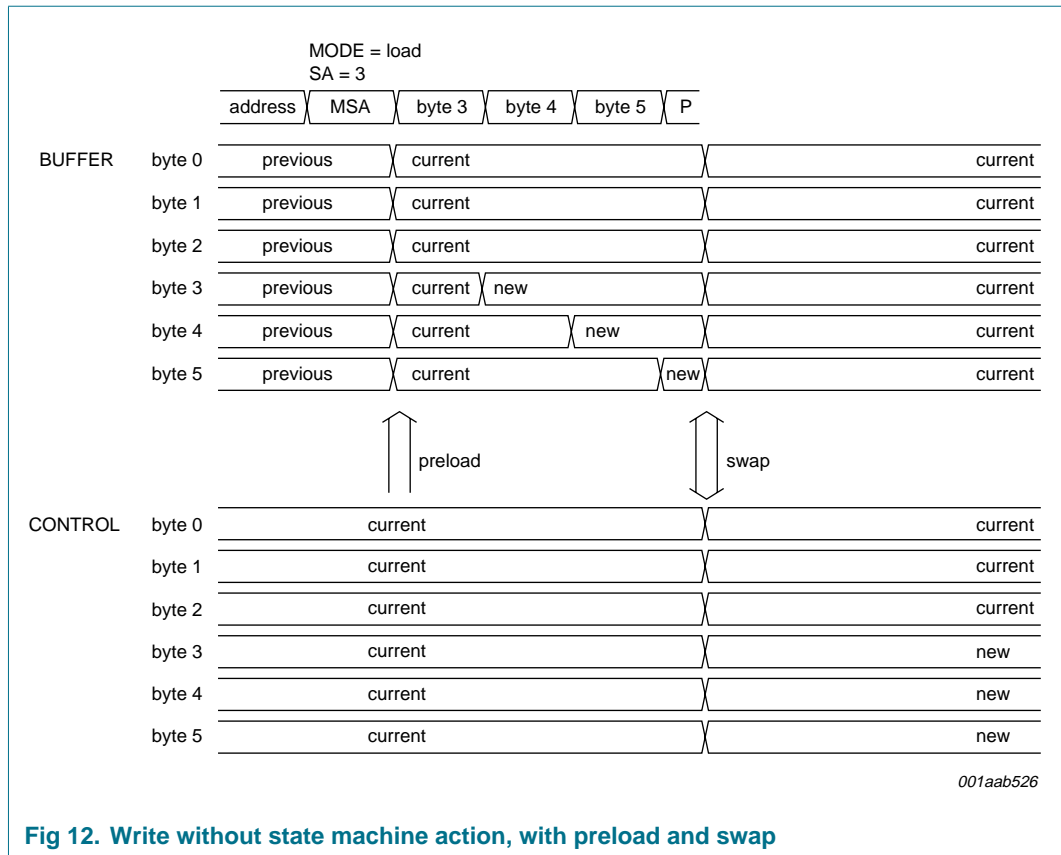 MODE = load
SA = 3
address MSA byte 3 byte 4 byte 5 P
BUFFER byte 0 previous current current
byte 1 previous current current
byte 2 previous current current
byte 3 previous current new current
byte 4 previous current new current
byte 5 previous current new current
preload swap
CONTROL byte 0 current current
byte 1 current current
byte 2 current current
byte 3 current new
byte 4 current new
byte 5 current new
001aab526
Fig 12. Write without state machine action, with preload and swap